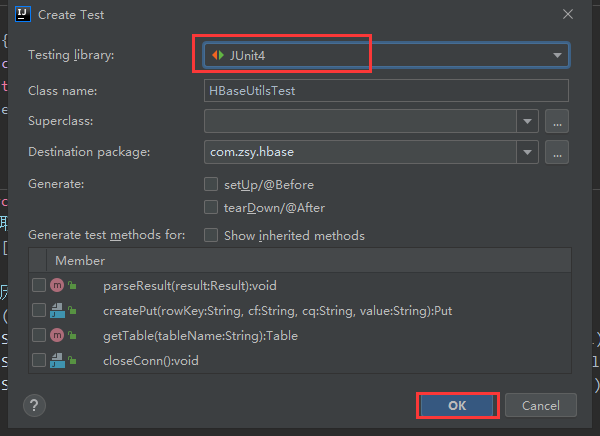 Create Test
Testing library:
JUnit4
Class name:
HBaseUtilsTest
Superclass:
...
Destination package:
com.zsy.hbase
...
Generate:
setUp/@Before
tearDown/@After
Generate test methods for:
Show inherited methods
Member
parseResult(result:Result):void
createPut(rowKey:String, cf:String, cq:String, value:String):Put
getTable(tableName:String):Table
closeConn():void
?
OK
Cancel